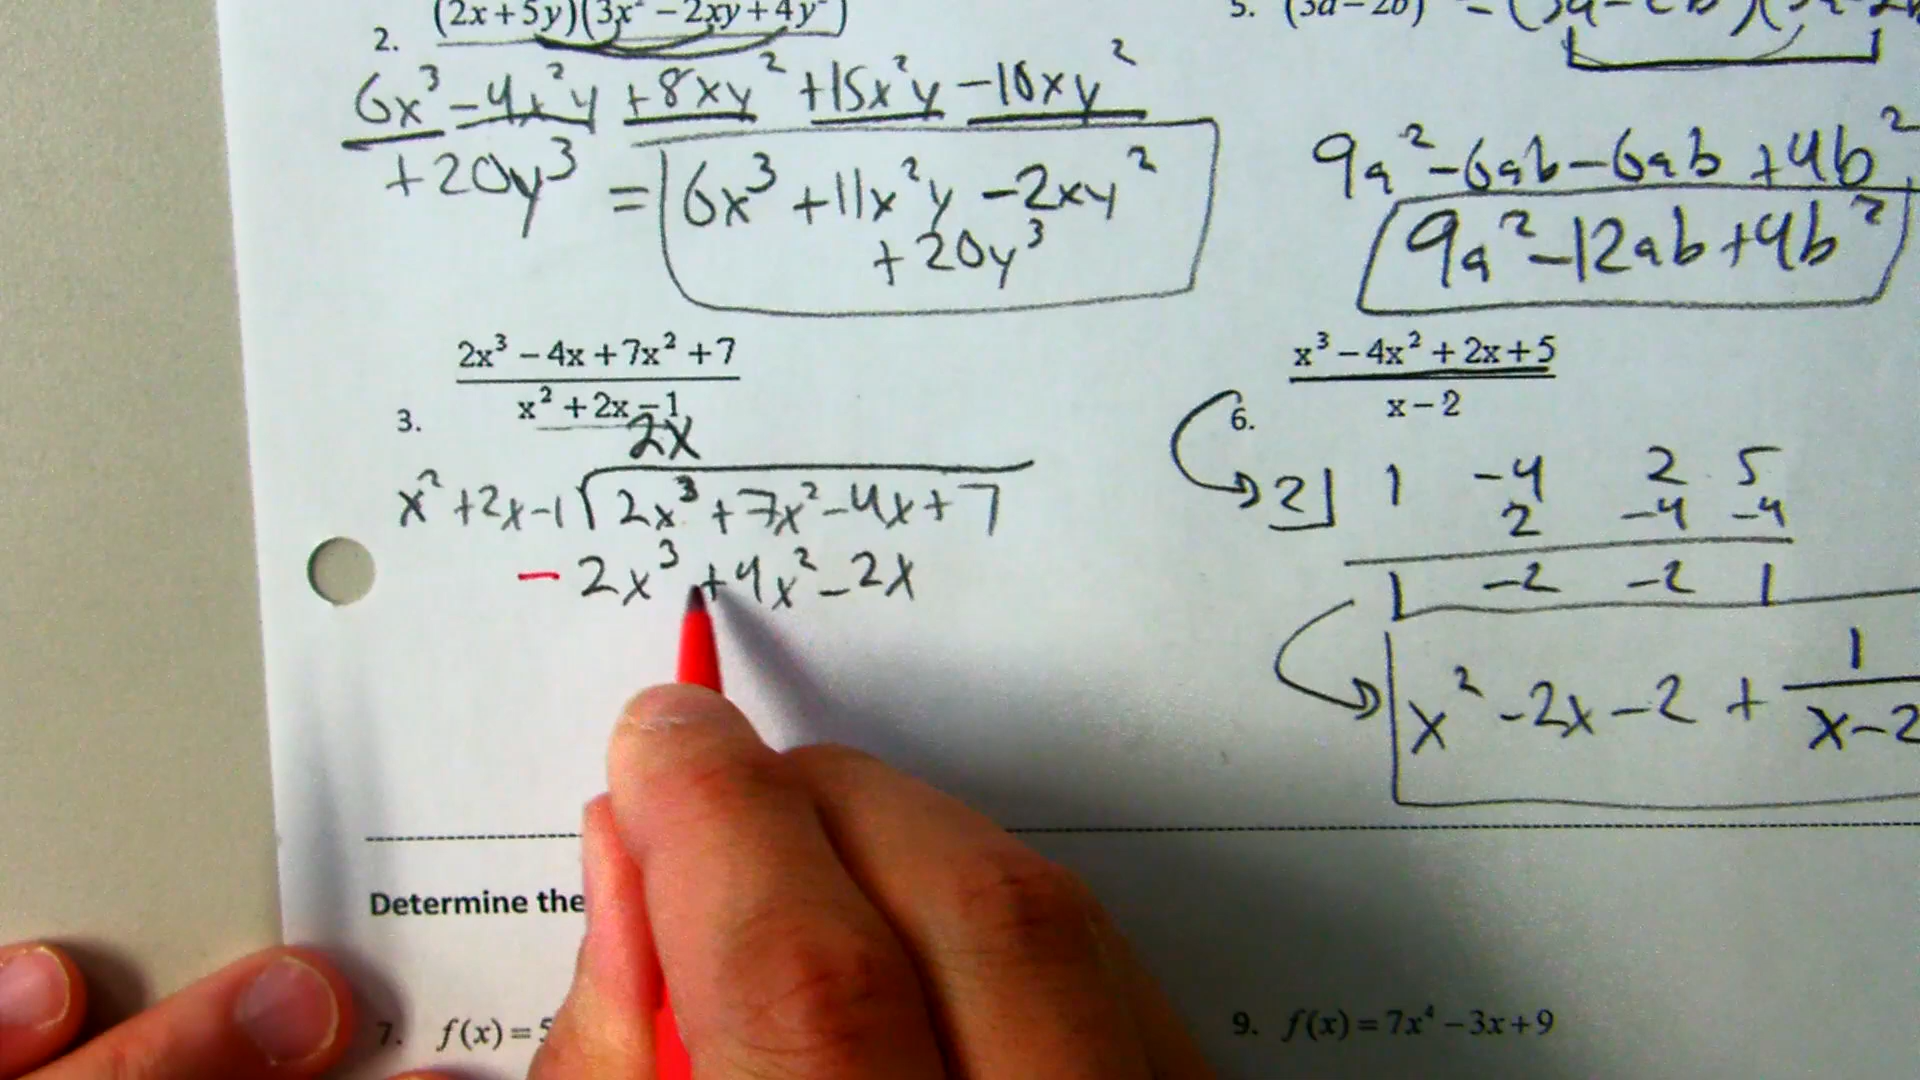 2. (2x+5y)(3x² − 2xy + 4y²)
6x³ − 4x²y + 8xy² + 15x²y − 10xy²
+ 20y³ = 6x³ + 11x²y − 2xy²
+ 20y³
3. 2x³ − 4x + 7x² + 7
x² + 2x − 1
2x
x² + 2x − 1 √ 2x³ + 7x² − 4x + 7
− 2x³ + 4x² − 2x
Determine the
7. f(x) = 5
5. (3a − 2b)
9a² − 6ab − 6ab + 4b²
9a² − 12ab + 4b²
6. x³ − 4x² + 2x + 5
x − 2
2 | 1 −4 2 5
2 −4 −4
1 −2 −2 1
x² − 2x − 2 + 1
x − 2
9. f(x) = 7x⁴ − 3x + 9